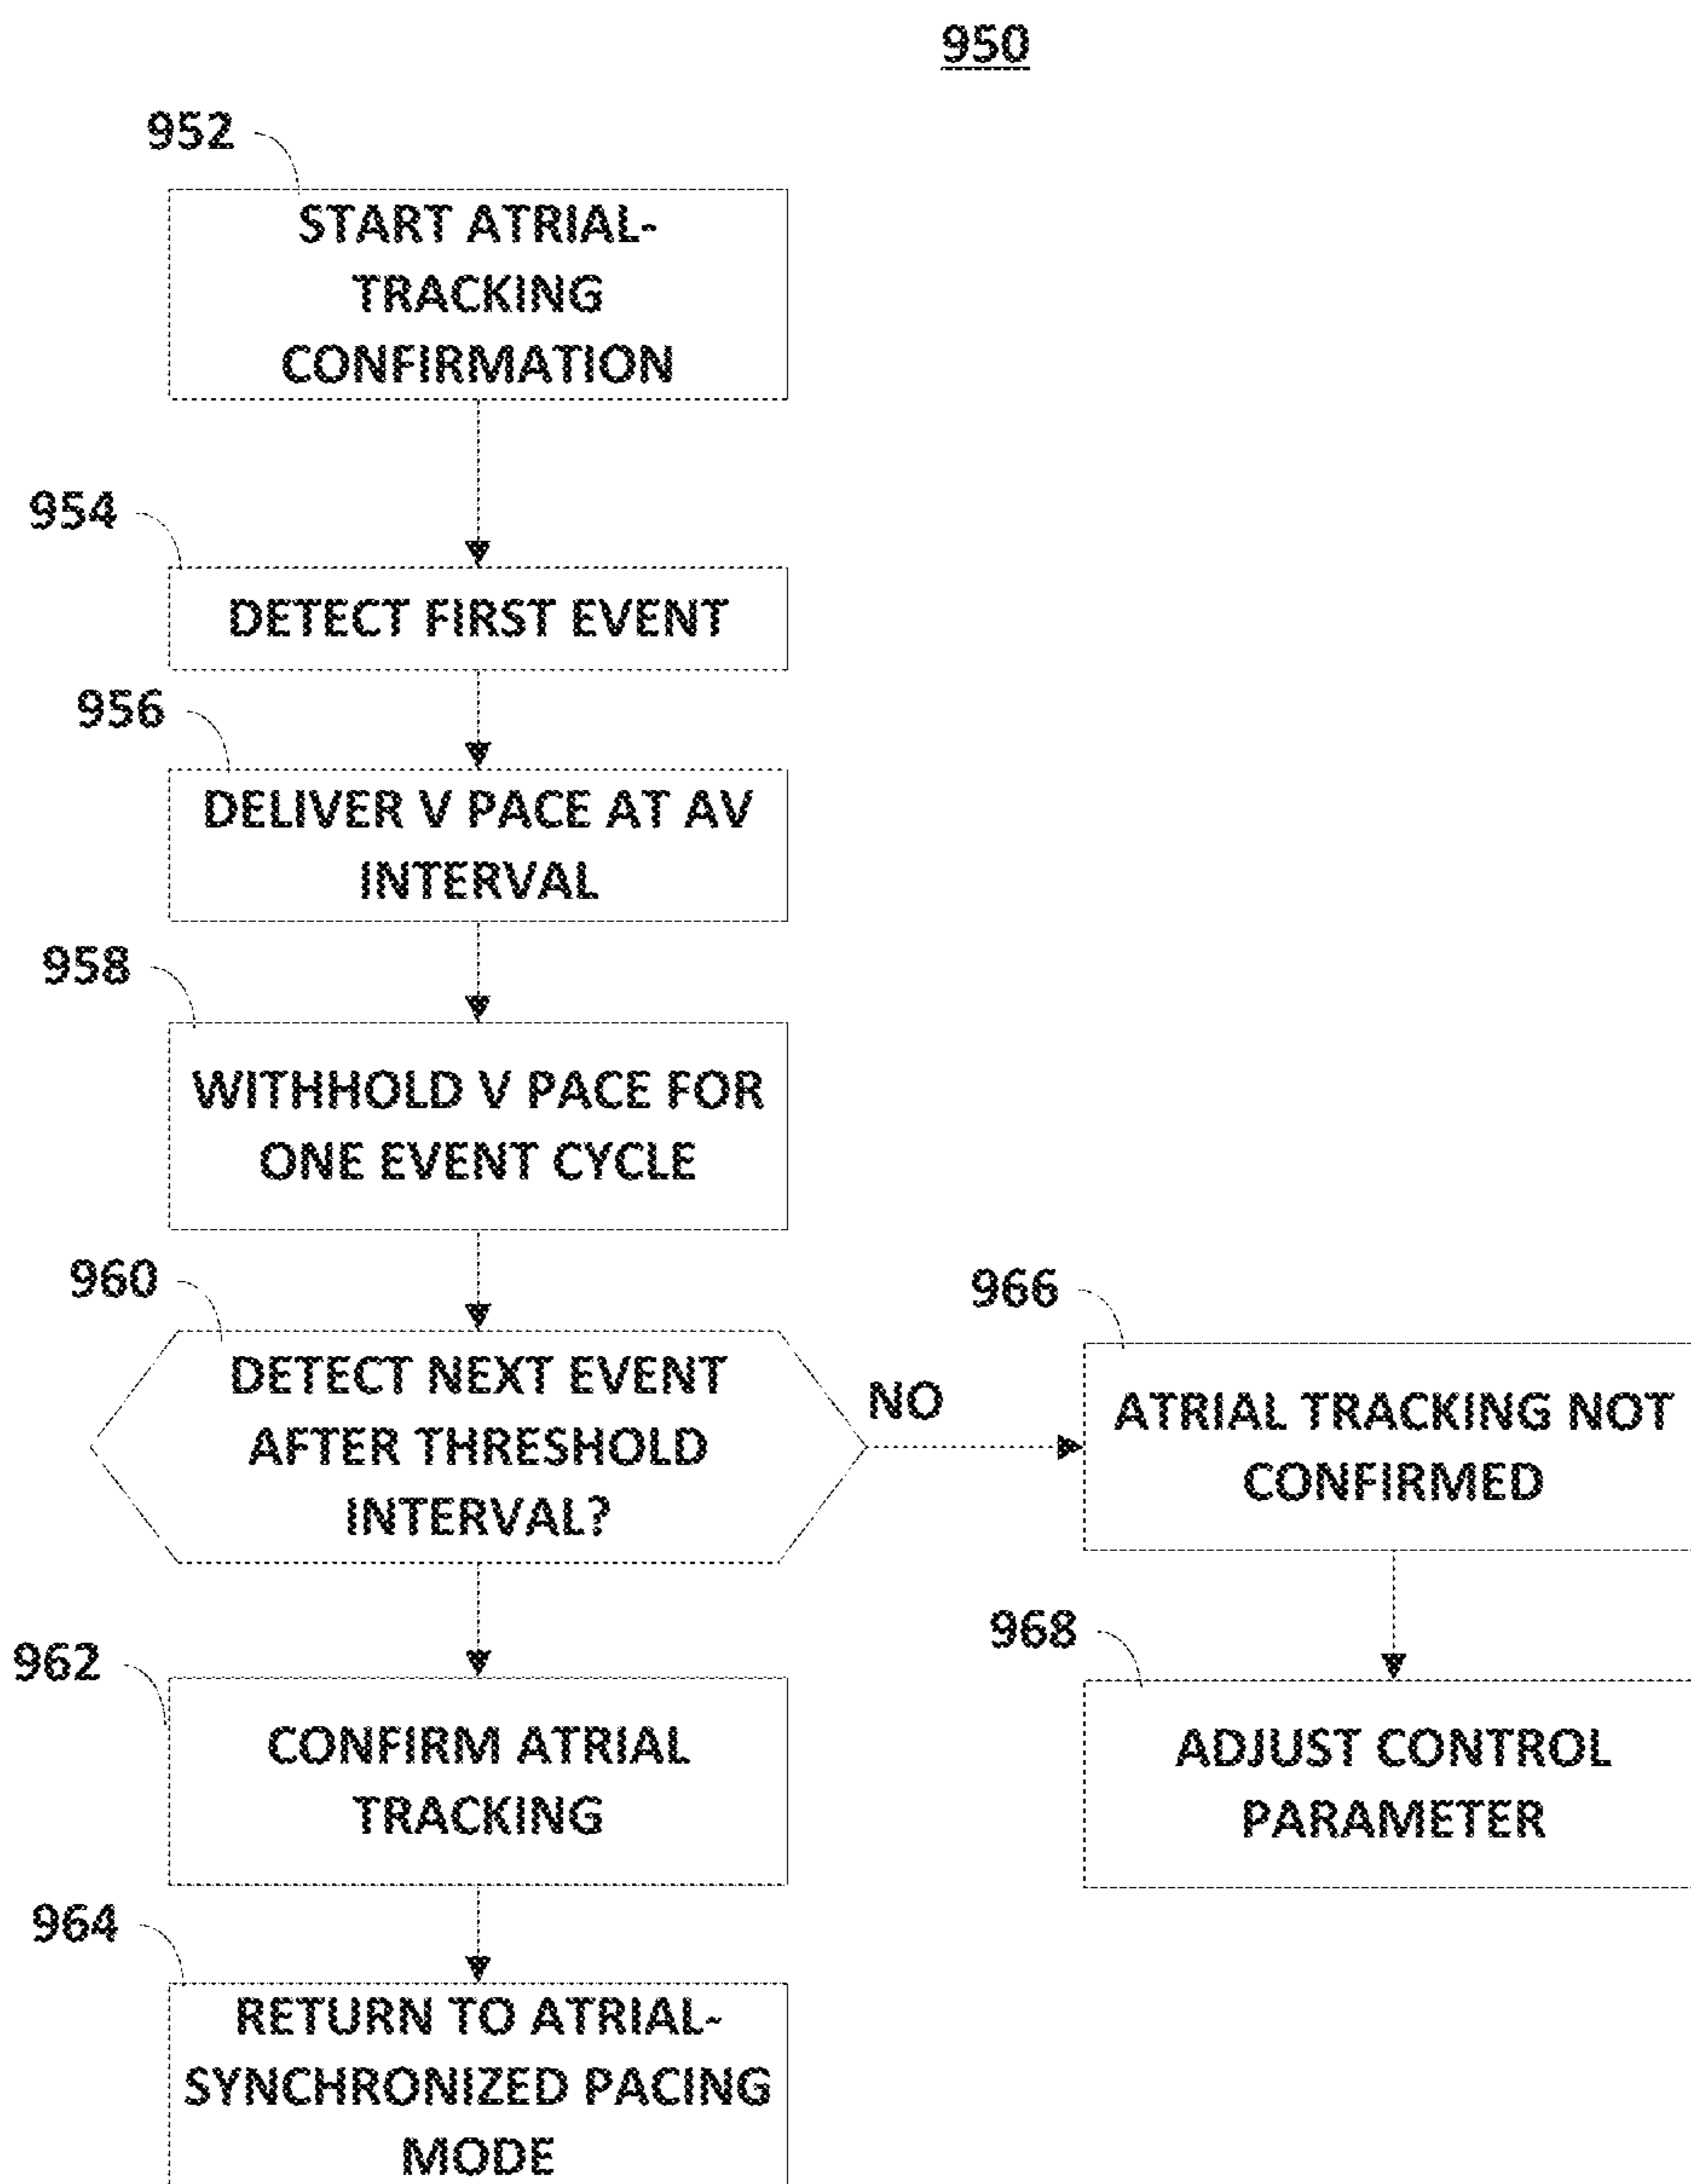 950
952
START ATRIAL-
TRACKING
CONFIRMATION
954
DETECT FIRST EVENT
956
DELIVER V PACE AT AV
INTERVAL
958
WITHHOLD V PACE FOR
ONE EVENT CYCLE
960
DETECT NEXT EVENT
AFTER THRESHOLD
INTERVAL?
NO
966
ATRIAL TRACKING NOT
CONFIRMED
962
CONFIRM ATRIAL
TRACKING
968
ADJUST CONTROL
PARAMETER
964
RETURN TO ATRIAL-
SYNCHRONIZED PACING
MODE